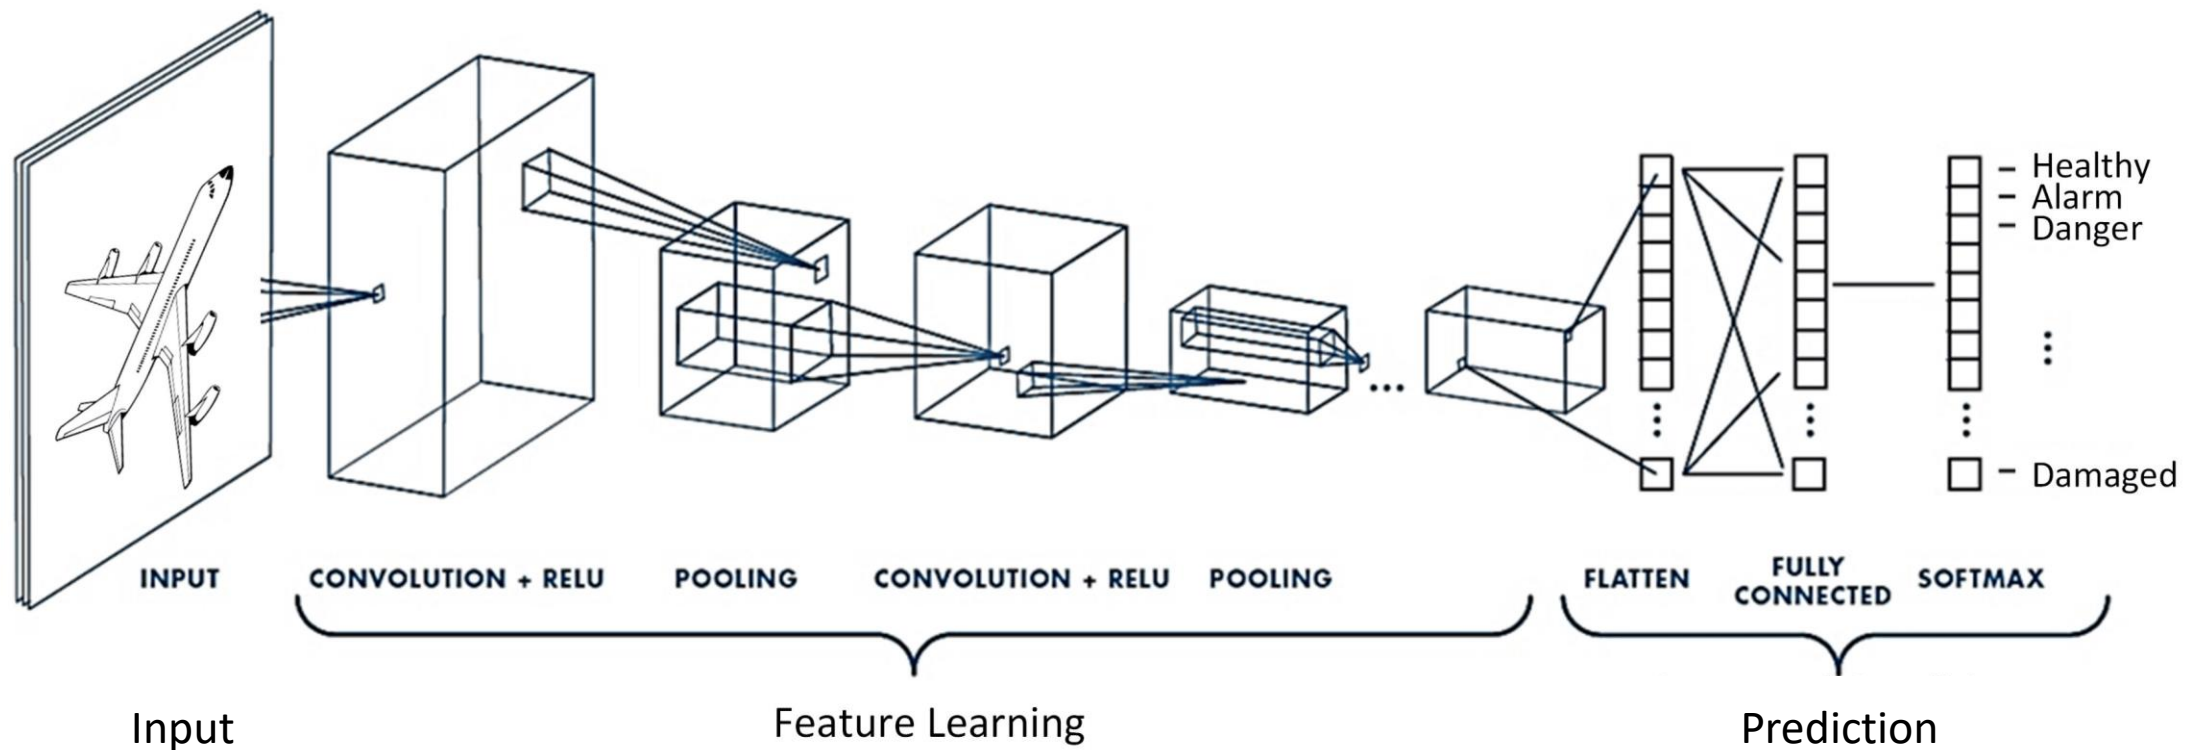 Healthy
Alarm
Danger
Damaged
INPUT
CONVOLUTION + RELU
POOLING
CONVOLUTION + RELU
POOLING
FLATTEN
FULLY
CONNECTED
SOFTMAX
Input
Feature Learning
Prediction